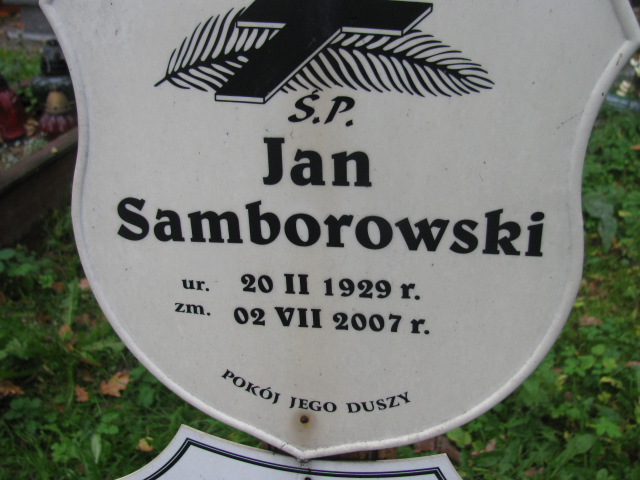 Ś.P.
Jan
Samborowski
ur. 20 II 1929 r.
zm. 02 VII 2007 r.
POKÓJ JEGO DUSZY